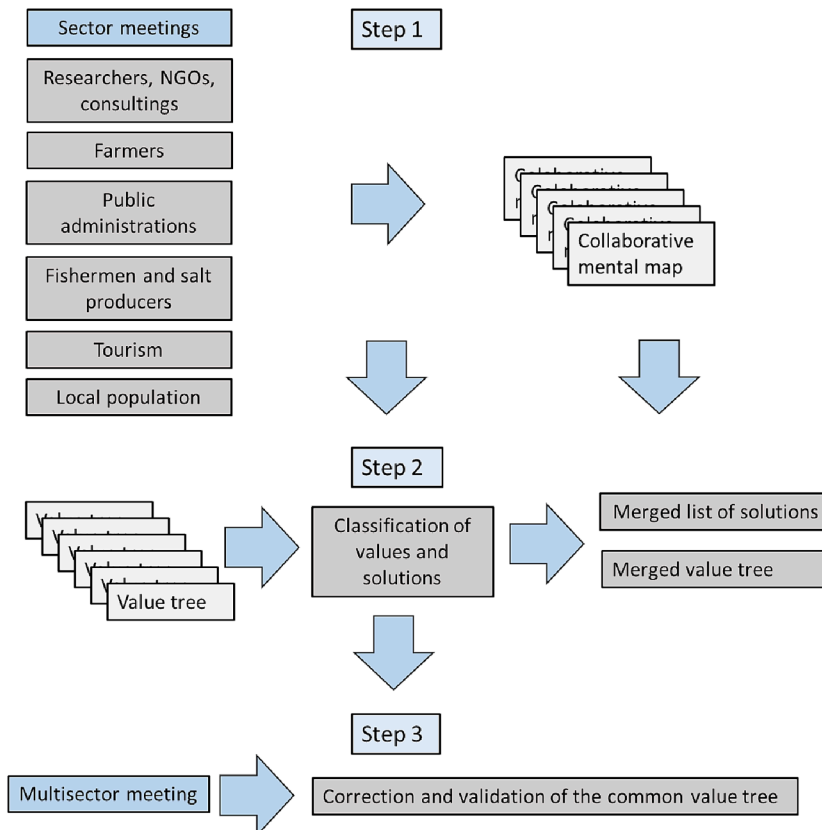 Sector meetings
Step 1
Researchers, NGOs,
consultings
Farmers
Public
administrations
Fishermen and salt
producers
Tourism
Local population
Collaborative
mental map
Step 2
Value tree
Classification of
values and
solutions
Merged list of solutions
Merged value tree
Step 3
Multisector meeting
Correction and validation of the common value tree